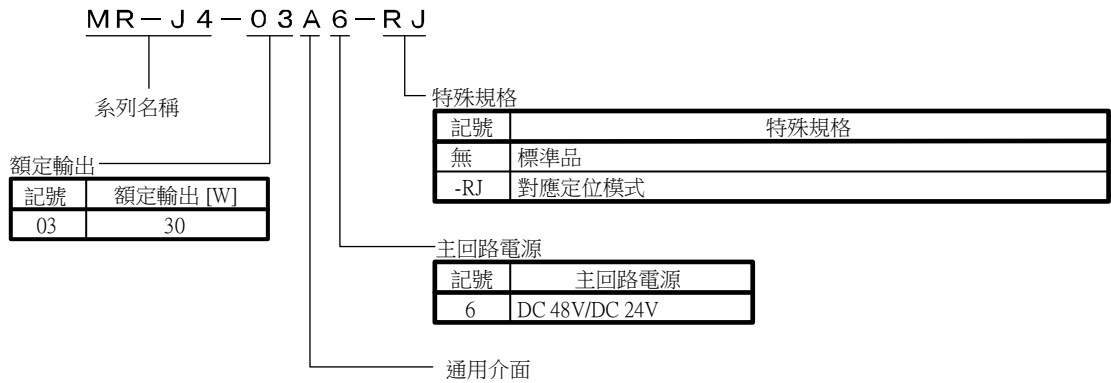 MR-J4-03A6-RJ
系列名稱
特殊規格
記號 特殊規格
無 標準品
-RJ 對應定位模式
額定輸出
記號 額定輸出 [W]
03 30
主回路電源
記號 主回路電源
6 DC 48V/DC 24V
通用介面